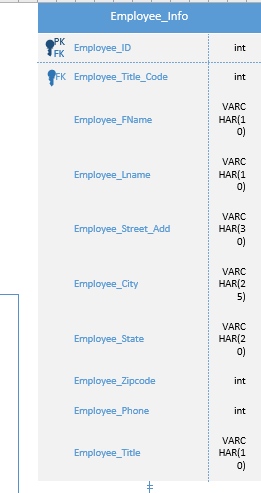 Employee_Info
PK
FK
Employee_ID
int
FK
Employee_Title_Code
int
Employee_FName
VARC
HAR(1
0)
Employee_Lname
VARC
HAR(1
0)
Employee_Street_Add
VARC
HAR(3
0)
Employee_City
VARC
HAR(2
5)
Employee_State
VARC
HAR(2
0)
Employee_Zipcode
int
Employee_Phone
int
Employee_Title
VARC
HAR(1
0)